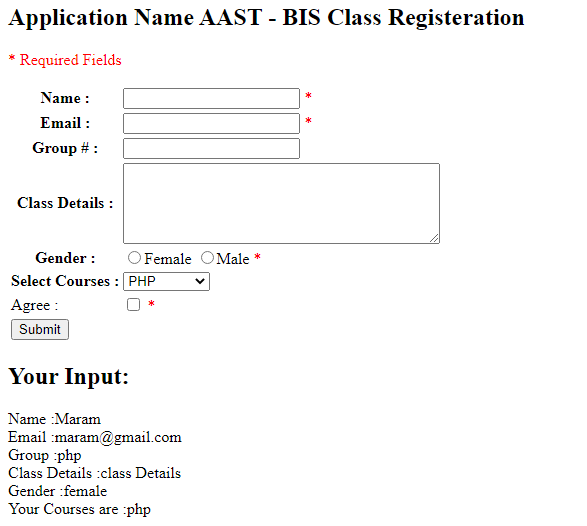 Application Name AAST - BIS Class Registeration
* Required Fields
Name : *
Email : *
Group # :
Class Details :
Gender : Female Male *
Select Courses : PHP
Agree : *
Submit
Your Input:
Name :Maram
Email :maram@gmail.com
Group :php
Class Details :class Details
Gender :female
Your Courses are :php